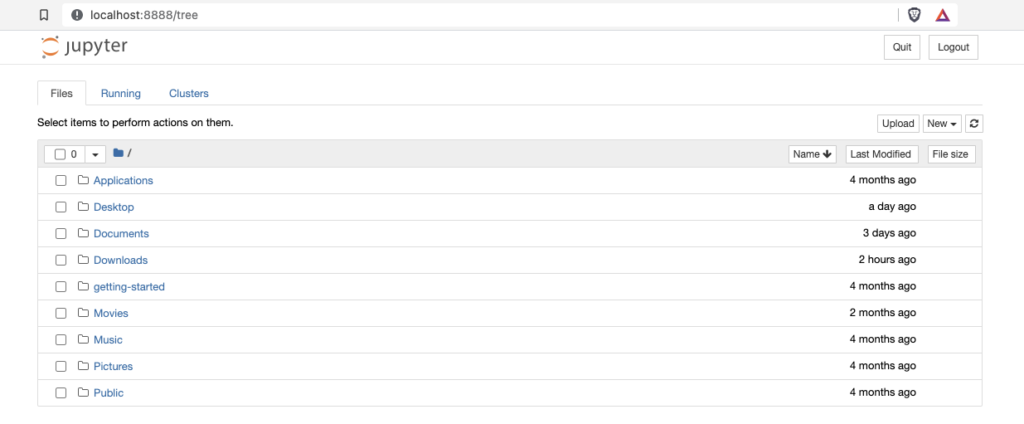 localhost:8888/tree
jupyter Quit Logout
Files Running Clusters
Select items to perform actions on them. Upload New
0 / Name Last Modified File size
Applications 4 months ago
Desktop a day ago
Documents 3 days ago
Downloads 2 hours ago
getting-started 4 months ago
Movies 2 months ago
Music 4 months ago
Pictures 4 months ago
Public 4 months ago